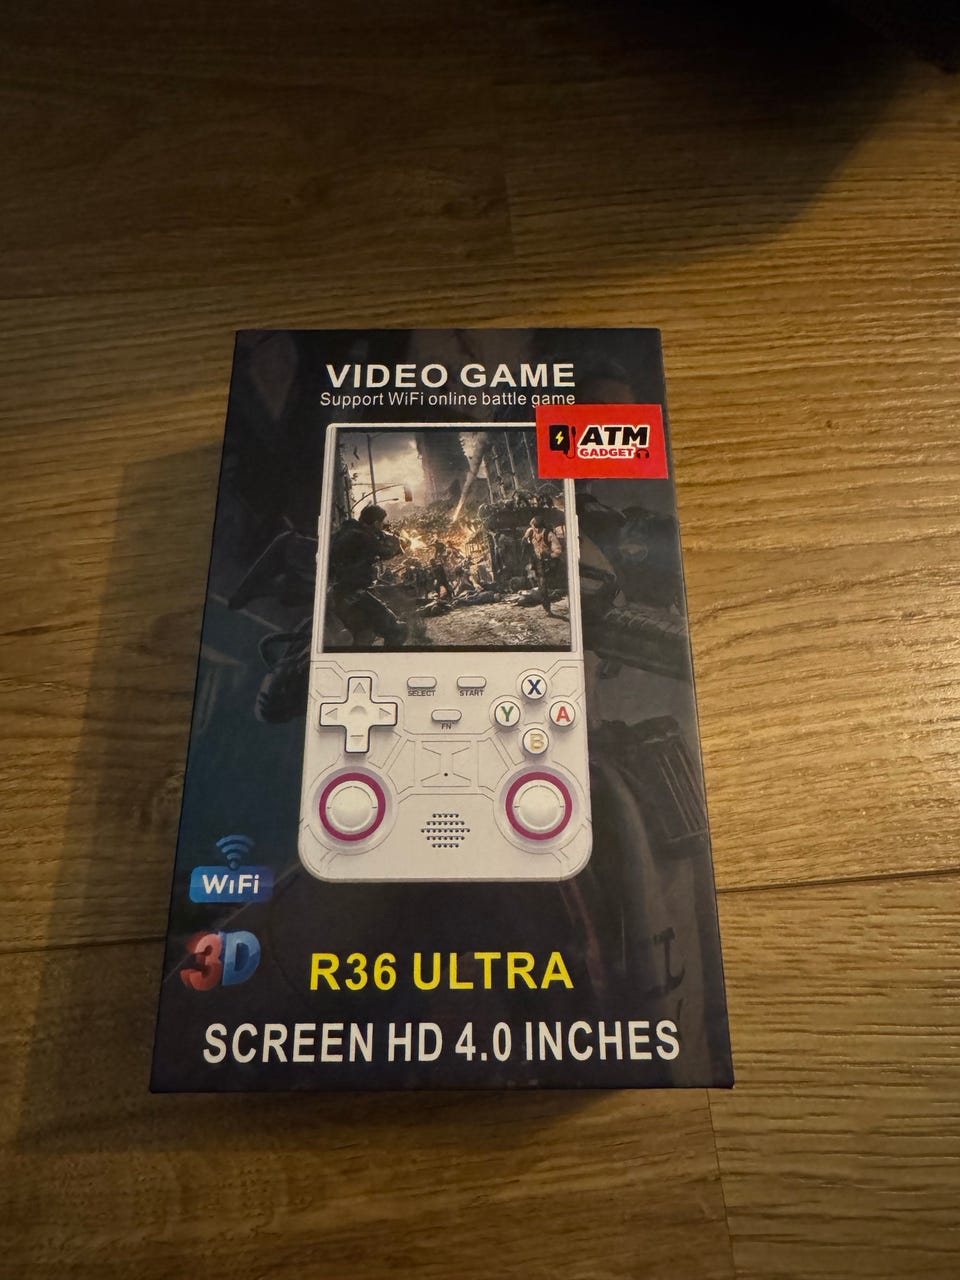 VIDEO GAME
Support WiFi online battle game
ATM
GADGET
SELECT
START
FN
X
Y
A
B
WiFi
3D
R36 ULTRA
SCREEN HD 4.0 INCHES